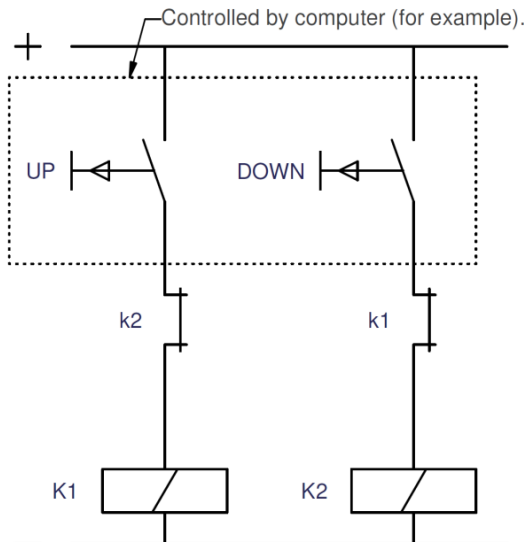 Controlled by computer (for example).
+
UP
DOWN
k2
k1
K1
K2